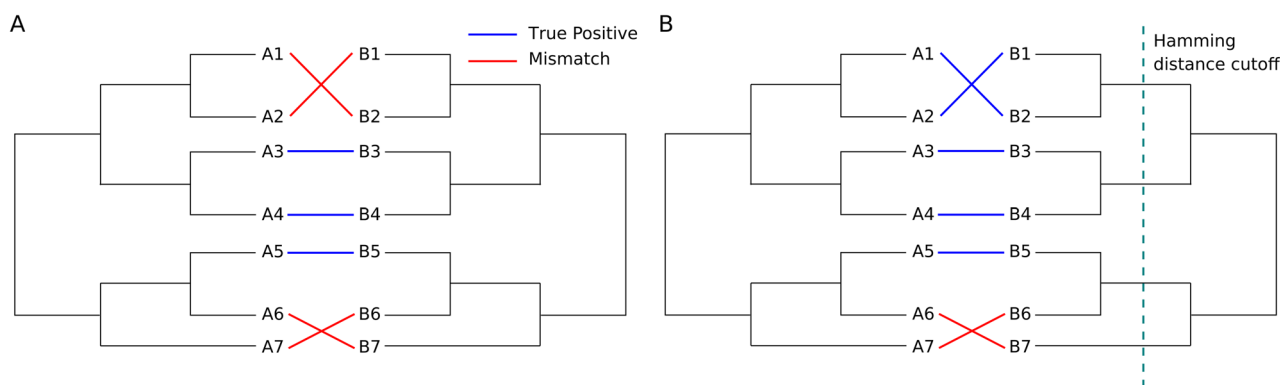 A
True Positive
Mismatch
A1 B1
A2 B2
A3 B3
A4 B4
A5 B5
A6 B6
A7 B7
B
Hamming
distance cutoff
A1 B1
A2 B2
A3 B3
A4 B4
A5 B5
A6 B6
A7 B7